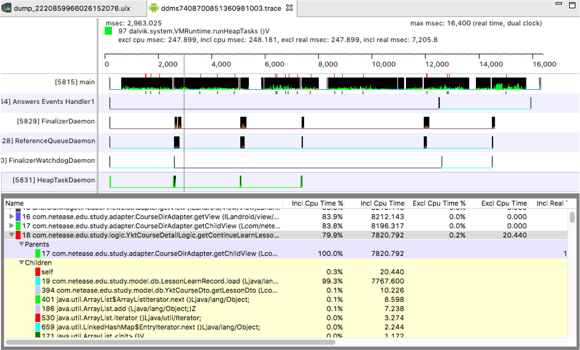 dump_2220859966026152076.uix
ddms7408700851360981003.trace
msec: 2,963.025
max msec: 16,400 (real time, dual clock)
97 dalvik.system.VMRuntime.runHeapTasks ()V
excl cpu msec: 247.899, incl cpu msec: 248.181, excl real msec: 247.899, incl real msec: 7,205.8
0 2,000 4,000 6,000 8,000 10,000 12,000 14,000 16,000
[5815] main
54] Answers Events Handler1
[5829] FinalizerDaemon
5828] ReferenceQueueDaemon
0] FinalizerWatchdogDaemon
[5831] HeapTaskDaemon
Name Incl Cpu Time % Incl Cpu Time Excl Cpu Time % Excl Cpu Time Incl Real
16 com.netease.edu.study.adapter.CourseDirAdapter.getView (ILandroid/view/ 83.9% 8212.143 0.0% 0.000
17 com.netease.edu.study.adapter.CourseDirAdapter.getChildView (Lcom/netease 83.8% 8196.317 0.0% 0.000
18 com.netease.edu.study.logic.YktCourseDetailLogic.getContinueLearnLesso 79.9% 7820.792 0.2% 20.440
Parents
17 com.netease.edu.study.adapter.CourseDirAdapter.getChildView (Lco 100.0% 7820.792 1
Children
self 0.3% 20.440
19 com.netease.edu.study.model.db.LessonLearnRecord.load (Ljava/lan 99.3% 7767.600
394 com.netease.edu.study.model.dto.YktCourseDto.getLesson (Lco 0.1% 10.226
401 java.util.ArrayList$ArrayListIterator.next ()Ljava/lang/Object; 0.1% 8.598
186 java.util.ArrayList.add (Ljava/lang/Object;)Z 0.1% 7.238
530 java.util.ArrayList.iterator ()Ljava/util/Iterator; 0.0% 3.274
659 java.util.LinkedHashMap$EntryIterator.next ()Ljava/lang/Object; 0.0% 2.244
171 java.util.ArrayList.<init> ()V 0.0% 1.172